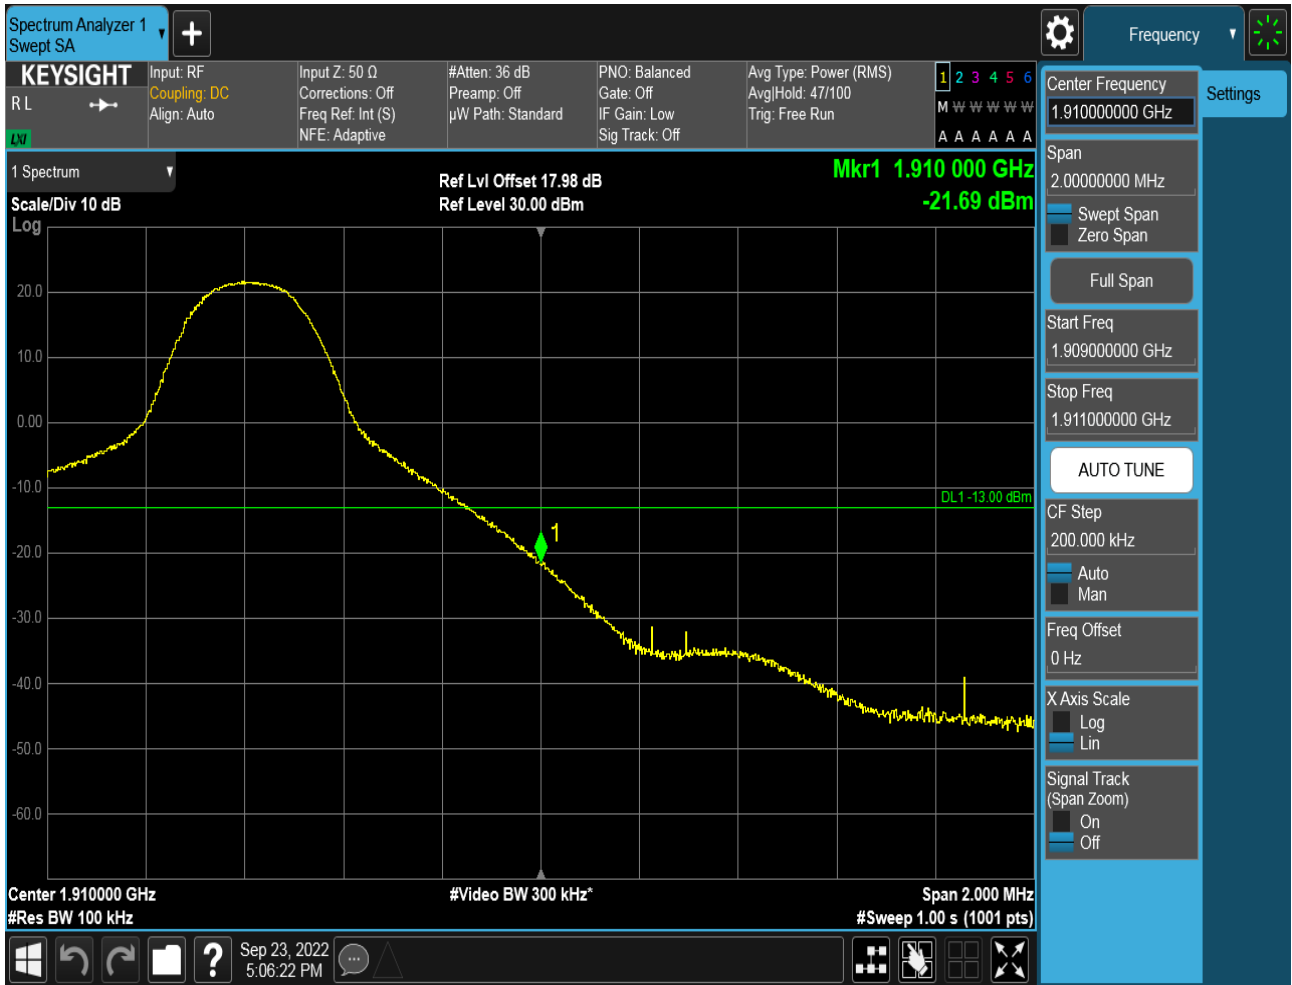 Spectrum Analyzer 1
Swept SA
Frequency
KEYSIGHT
R L
LXI
Input: RF
Coupling: DC
Align: Auto
Input Z: 50 Ω
Corrections: Off
Freq Ref: Int (S)
NFE: Adaptive
#Atten: 36 dB
Preamp: Off
µW Path: Standard
PNO: Balanced
Gate: Off
IF Gain: Low
Sig Track: Off
Avg Type: Power (RMS)
Avg|Hold: 47/100
Trig: Free Run
1 2 3 4 5 6
M W W W W W
A A A A A A
1 Spectrum
Scale/Div 10 dB
Log
Ref Lvl Offset 17.98 dB
Ref Level 30.00 dBm
Mkr1 1.910 000 GHz
-21.69 dBm
20.0
10.0
0.00
-10.0
-20.0
-30.0
-40.0
-50.0
-60.0
DL1 -13.00 dBm
1
Center 1.910000 GHz
#Res BW 100 kHz
#Video BW 300 kHz*
Span 2.000 MHz
#Sweep 1.00 s (1001 pts)
Center Frequency
1.910000000 GHz
Settings
Span
2.00000000 MHz
Swept Span
Zero Span
Full Span
Start Freq
1.909000000 GHz
Stop Freq
1.911000000 GHz
AUTO TUNE
CF Step
200.000 kHz
Auto
Man
Freq Offset
0 Hz
X Axis Scale
Log
Lin
Signal Track
(Span Zoom)
On
Off
?
Sep 23, 2022
5:06:22 PM